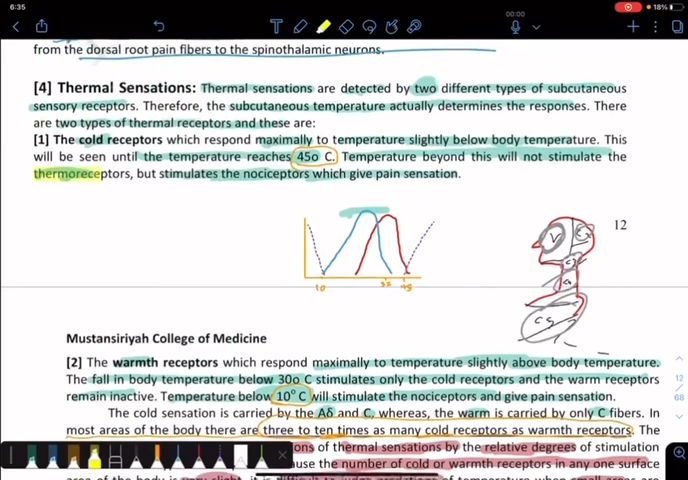 6:35
00:00
18%
from the dorsal root pain fibers to the spinothalamic neurons.
[4] Thermal Sensations: Thermal sensations are detected by two different types of subcutaneous
sensory receptors. Therefore, the subcutaneous temperature actually determines the responses. There
are two types of thermal receptors and these are:
[1] The cold receptors which respond maximally to temperature slightly below body temperature. This
will be seen until the temperature reaches 45o C. Temperature beyond this will not stimulate the
thermoreceptors, but stimulates the nociceptors which give pain sensation.
12
10 45
Mustansiriyah College of Medicine
12
68
[2] The warmth receptors which respond maximally to temperature slightly above body temperature.
The fall in body temperature below 30o C stimulates only the cold receptors and the warm receptors
remain inactive. Temperature below 10° C will stimulate the nociceptors and give pain sensation.
The cold sensation is carried by the Aδ and C, whereas, the warm is carried by only C fibers. In
most areas of the body there are three to ten times as many cold receptors as warmth receptors. The
ons of thermal sensations by the relative degrees of stimulation
ause the number of cold or warmth receptors in any one surface